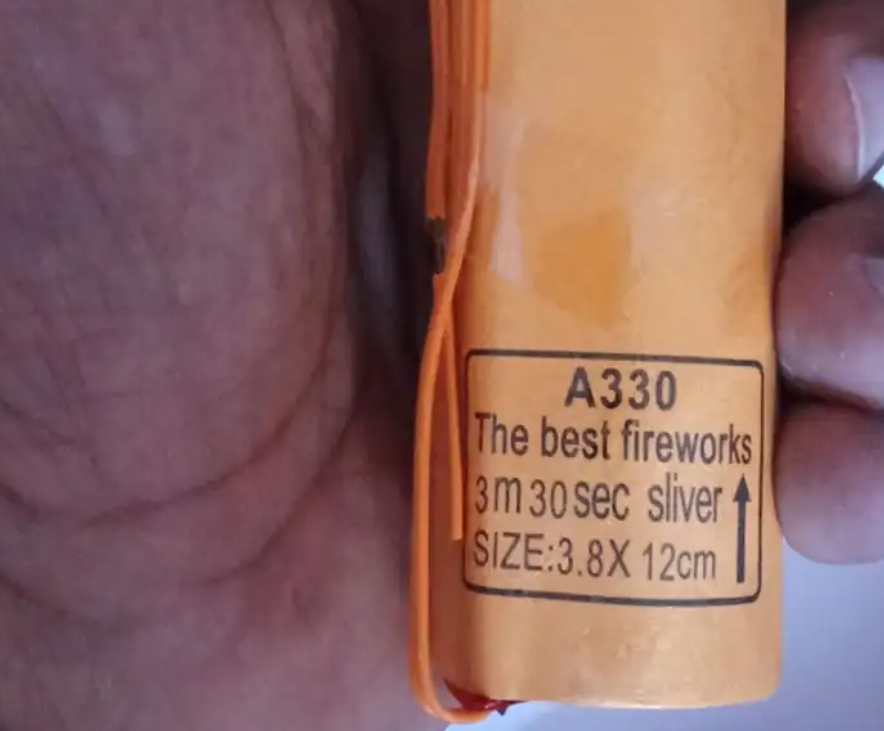 A330
The best fireworks
3m 30sec sliver
SIZE:3.8X 12cm